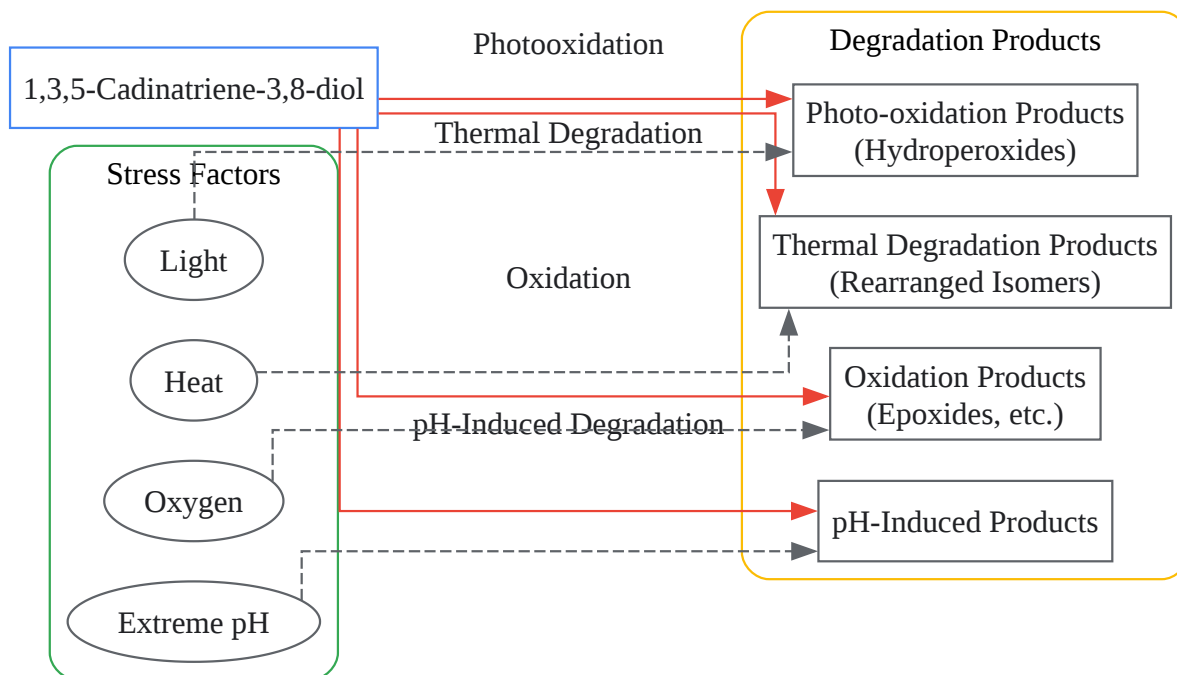 Photooxidation
Degradation Products
1,3,5-Cadinatriene-3,8-diol
Photo-oxidation Products
(Hydroperoxides)
Thermal Degradation
Stress Factors
Light
Thermal Degradation Products
(Rearranged Isomers)
Oxidation
Heat
Oxidation Products
(Epoxides, etc.)
pH-Induced Degradation
Oxygen
pH-Induced Products
Extreme pH